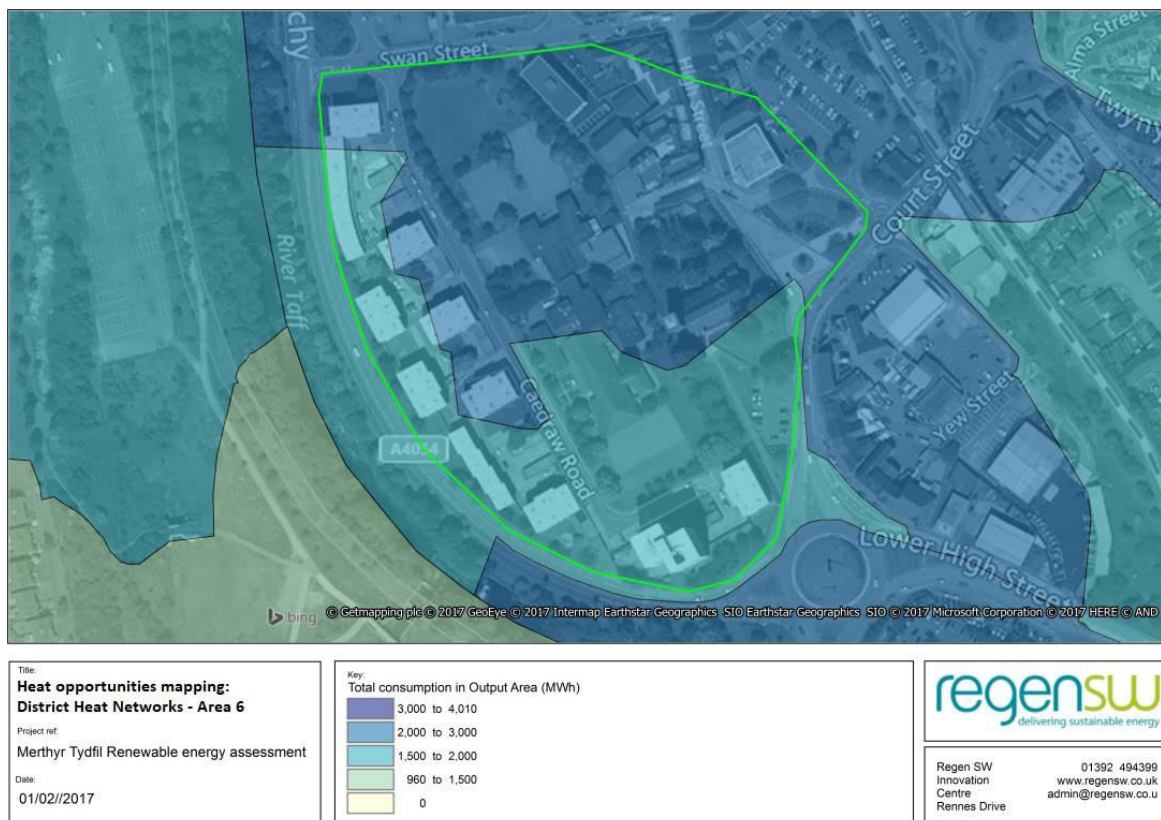 chy
Swan Street
High Street
Alma Street
M
Twyny
Court Street
River Taff
A4054
Caedraw Road
Yew Street
Lower High Street
bing
© Getmapping plc © 2017 GeoEye © 2017 Intermap Earthstar Geographics SIO Earthstar Geographics SIO © 2017 Microsoft Corporation © 2017 HERE © AND
Title:
Heat opportunities mapping:
District Heat Networks - Area 6
Project ref:
Merthyr Tydfil Renewable energy assessment
Date:
01/02//2017
Key:
Total consumption in Output Area (MWh)
3,000 to 4,010
2,000 to 3,000
1,500 to 2,000
960 to 1,500
0
regensw
delivering sustainable energy
Regen SW 01392 494399
Innovation www.regensw.co.uk
Centre admin@regensw.co.u
Rennes Drive